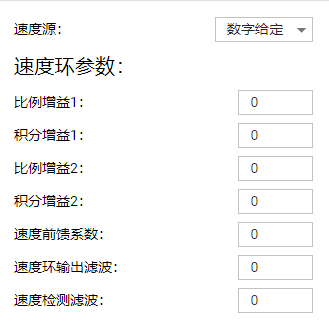 速度源： 数字给定
速度环参数：
比例增益1： 0
积分增益1： 0
比例增益2： 0
积分增益2： 0
速度前馈系数： 0
速度环输出滤波： 0
速度检测滤波： 0